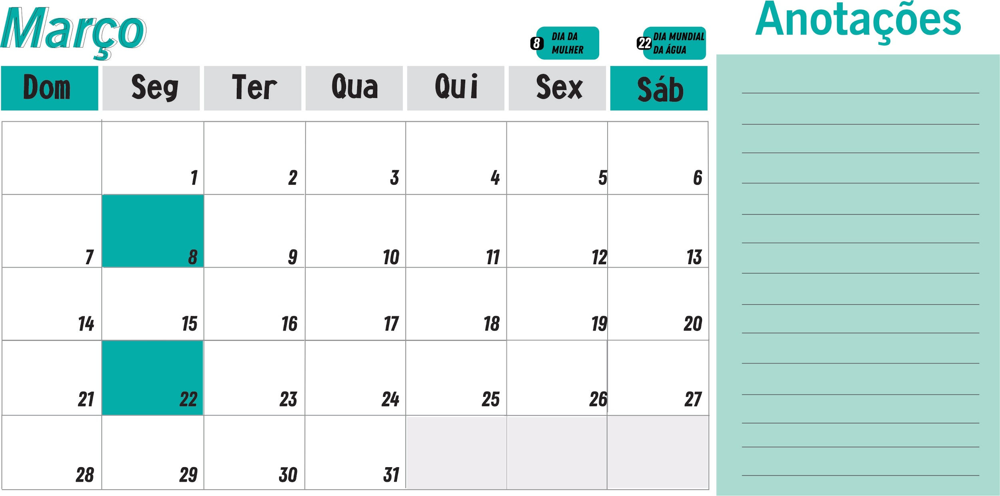 Março
8 DIA DA
MULHER
22 DIA MUNDIAL
DA ÁGUA
Anotações
Dom Seg Ter Qua Qui Sex Sáb
1 2 3 4 5 6
7 8 9 10 11 12 13
14 15 16 17 18 19 20
21 22 23 24 25 26 27
28 29 30 31